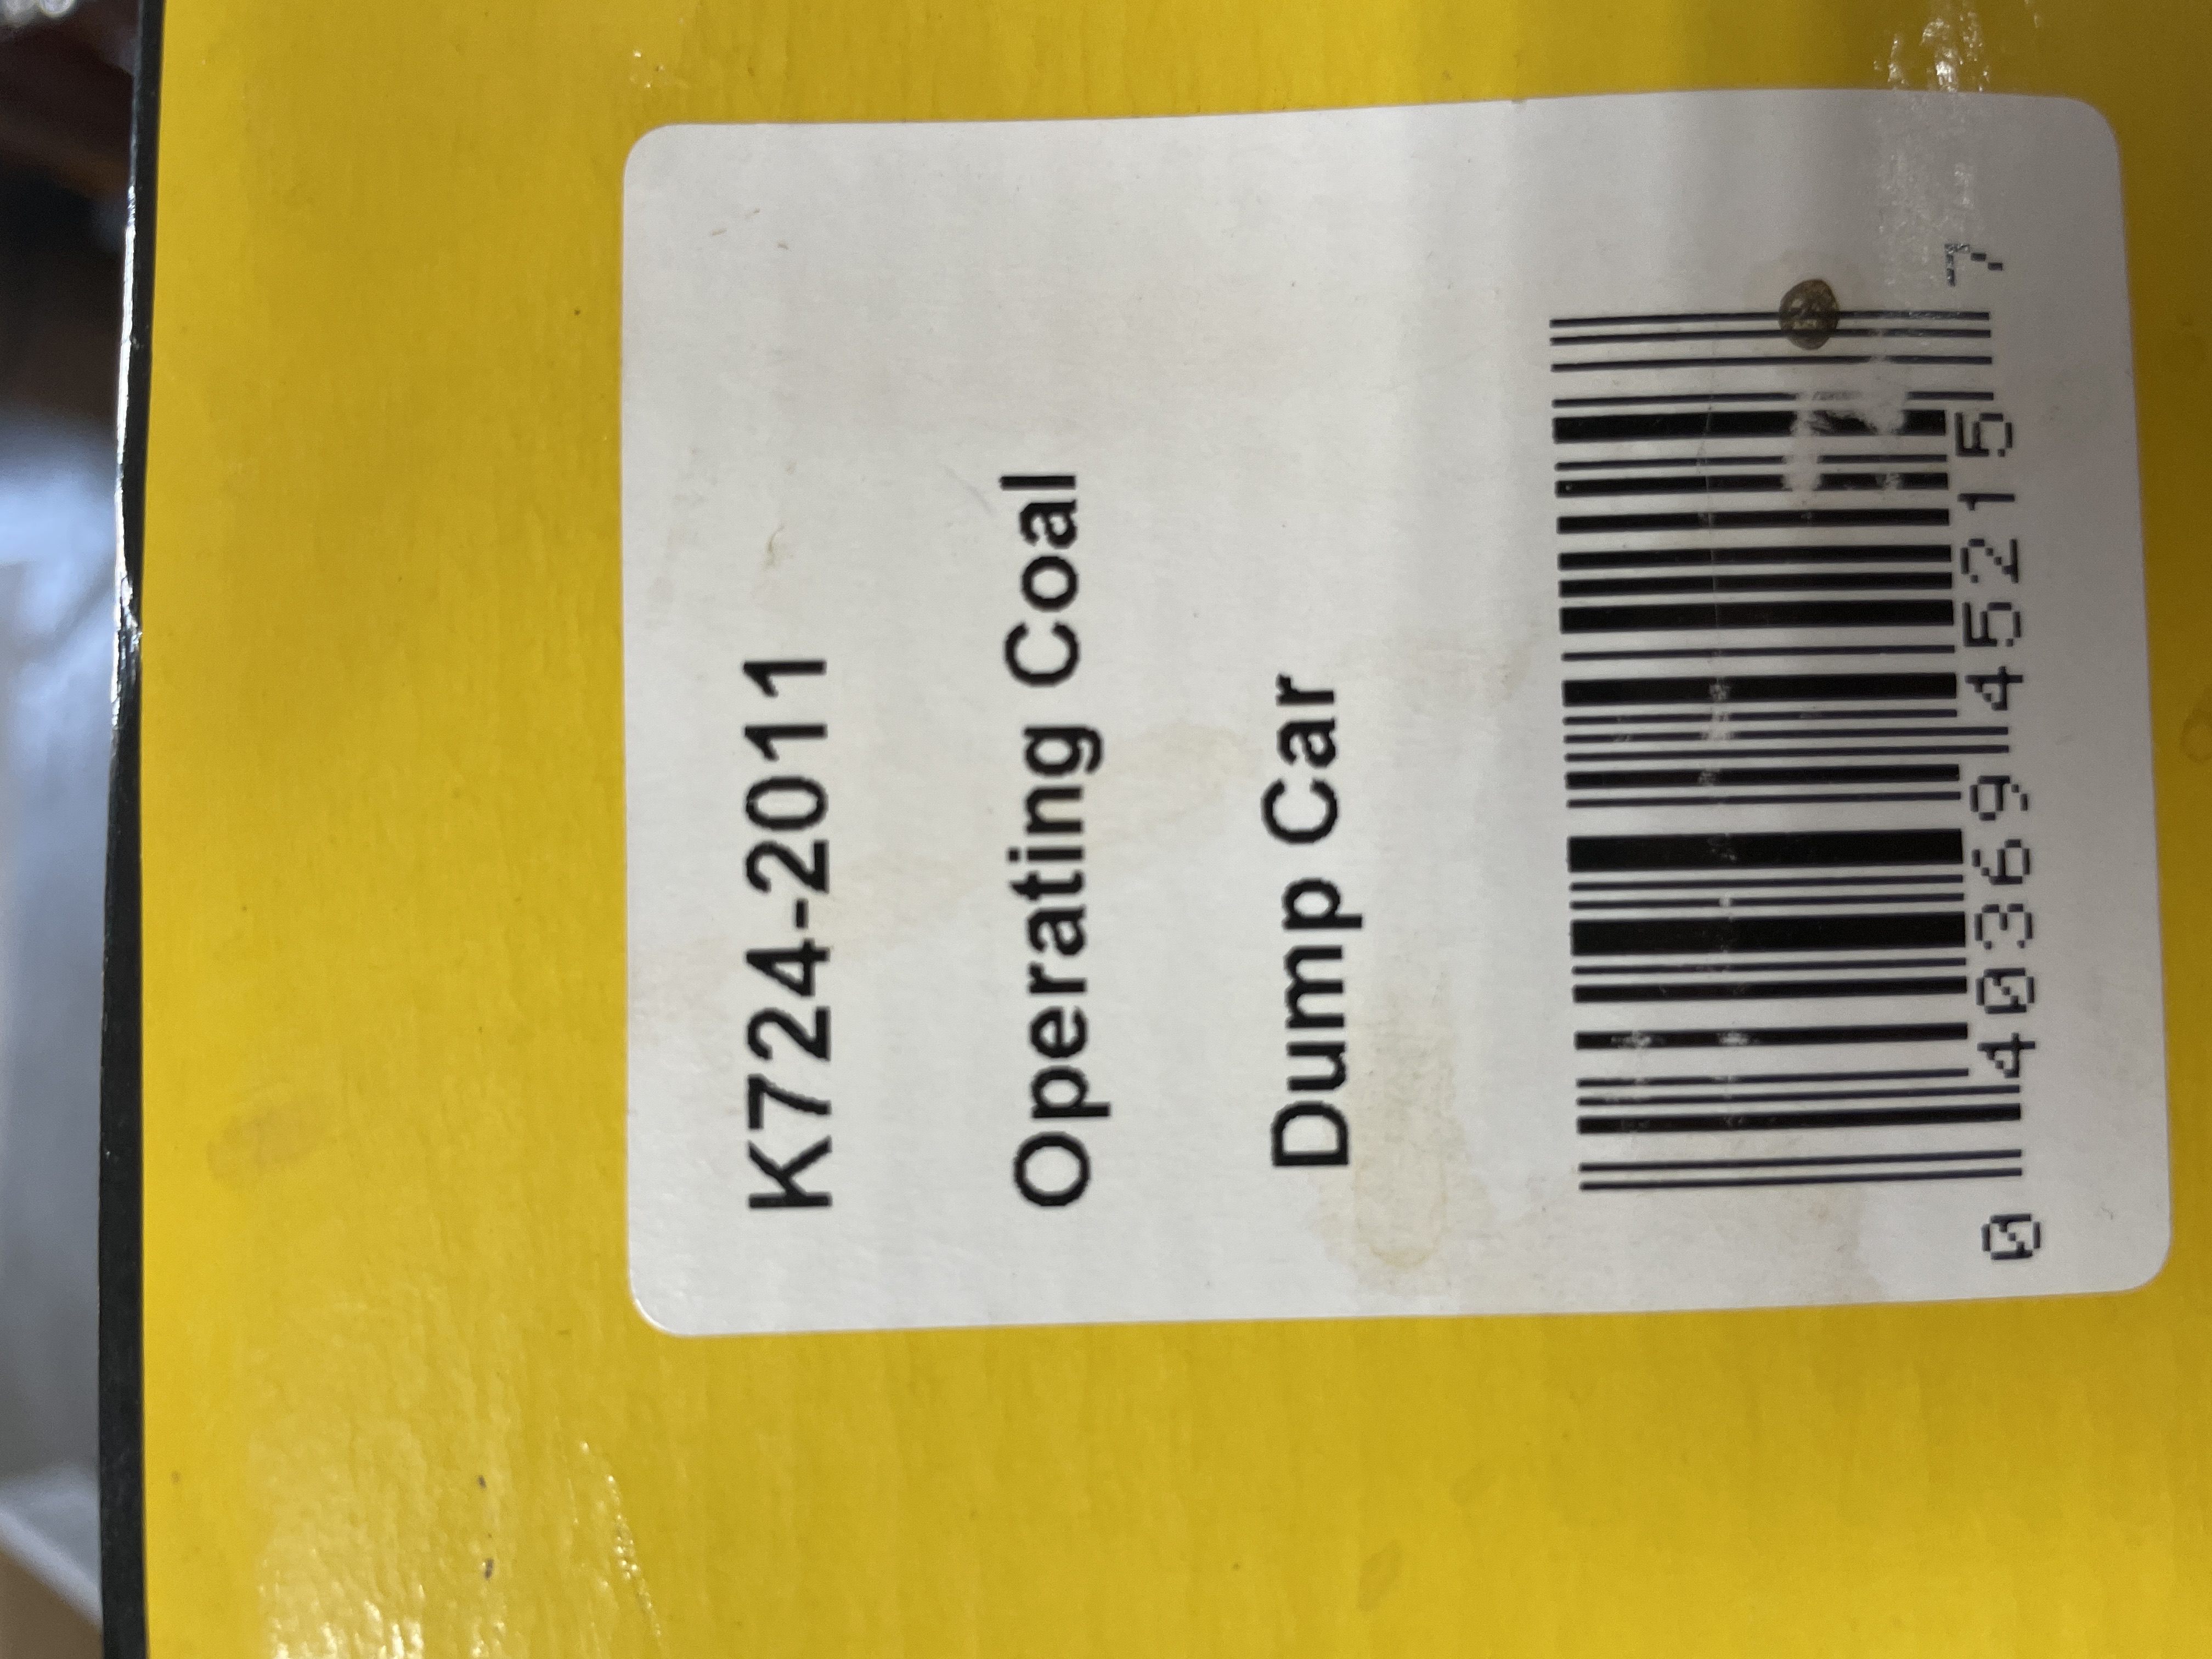 K724-2011
Operating Coal
Dump Car
0 40369 45215 7